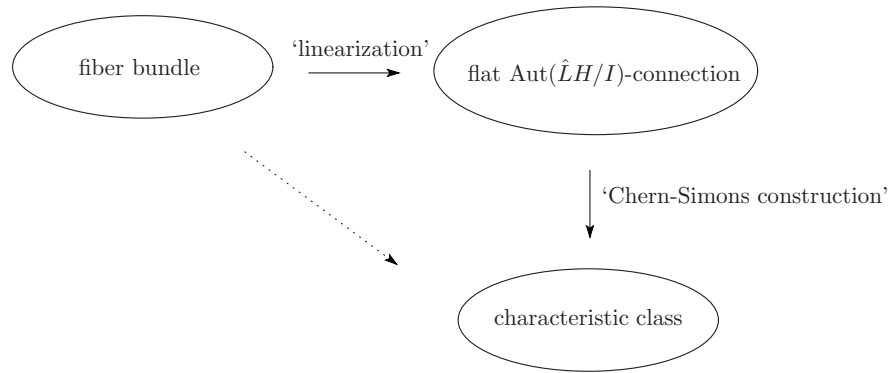 ‘linearization’
fiber bundle
flat Aut(L̂H/I)-connection
‘Chern-Simons construction’
characteristic class